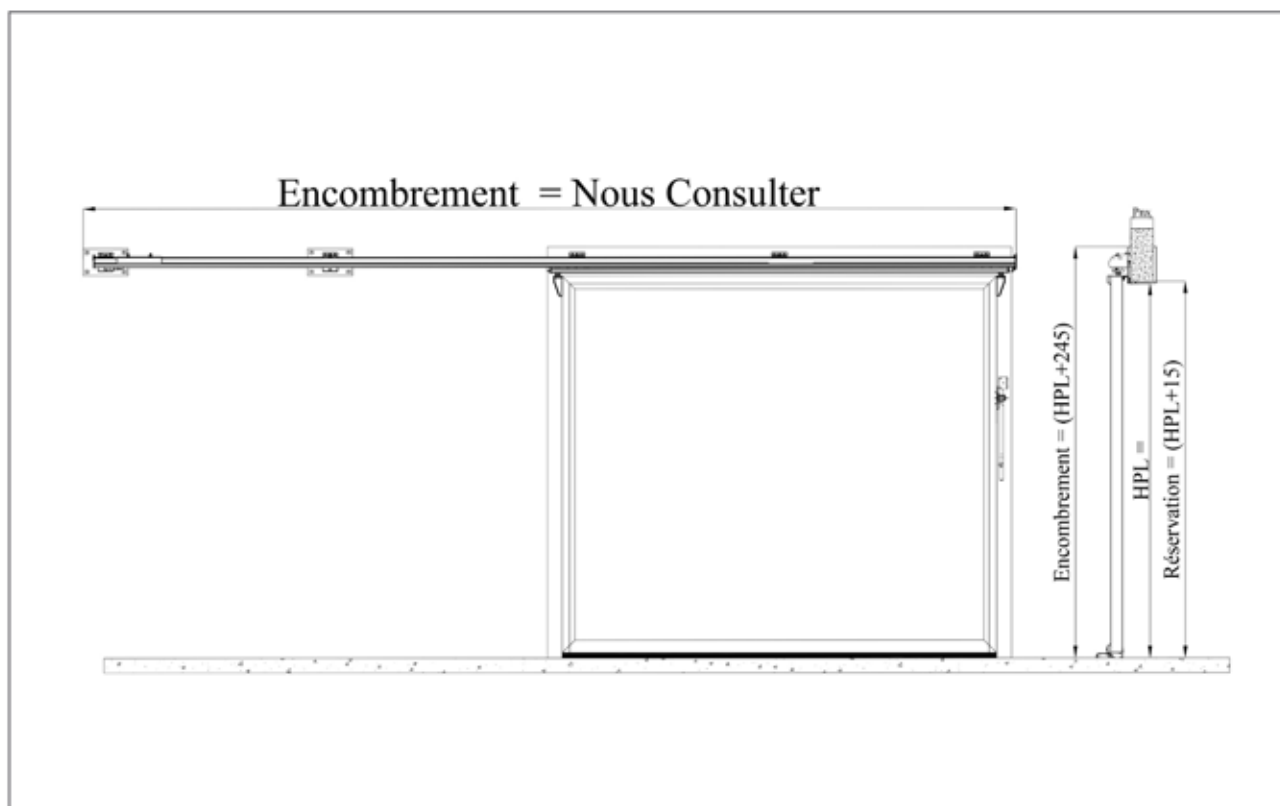 Encombrement = Nous Consulter
Encombrement = (HPL+245)
HPL =
Réservation = (HPL+15)